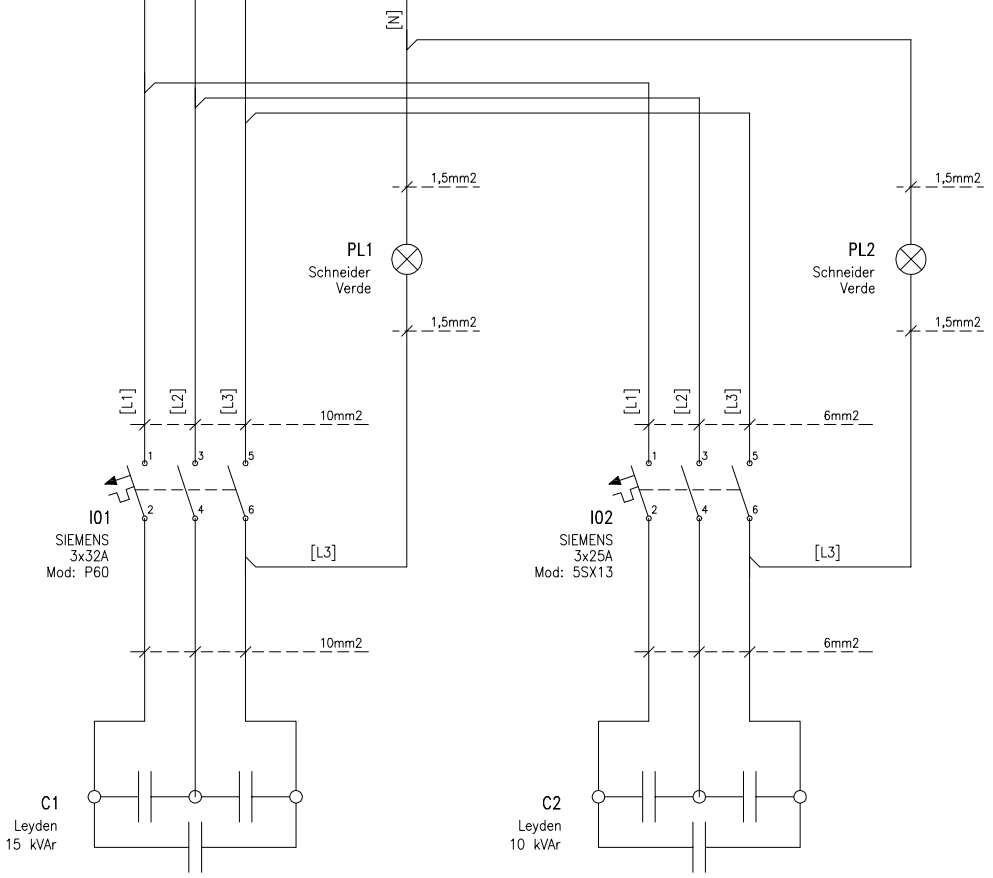 [N]
1,5mm2
1,5mm2
PL1
Schneider
Verde
PL2
Schneider
Verde
1,5mm2
1,5mm2
[L1]
[L2]
[L3]
10mm2
[L1]
[L2]
[L3]
6mm2
1
3
5
1
3
5
2
4
6
2
4
6
I01
SIEMENS
3x32A
Mod: P60
[L3]
I02
SIEMENS
3x25A
Mod: 5SX13
[L3]
10mm2
6mm2
C1
Leyden
15 kVAr
C2
Leyden
10 kVAr